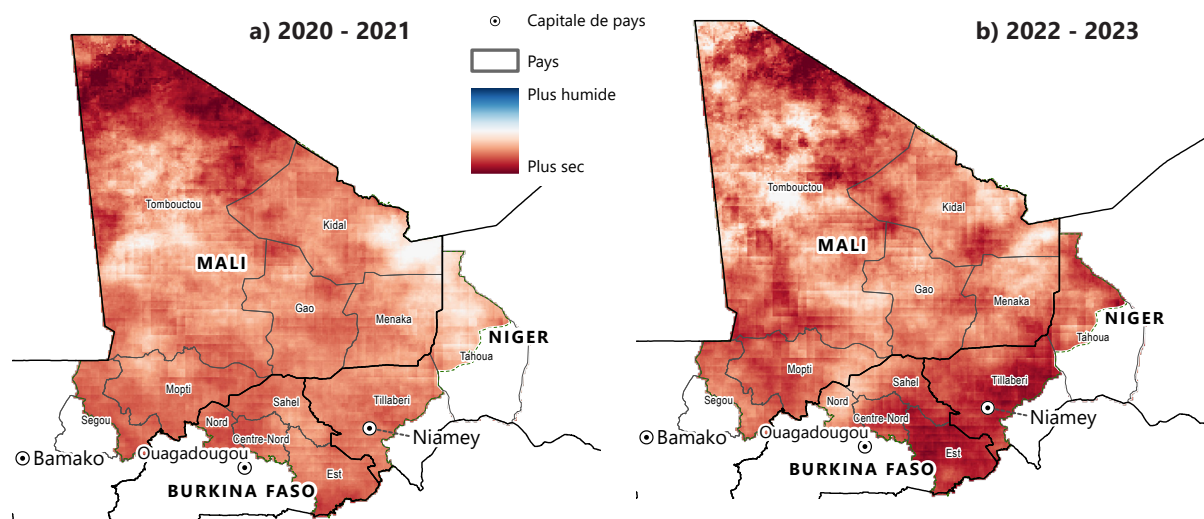 a) 2020 - 2021
Capitale de pays
Pays
Plus humide
Plus sec
Tombouctou
Kidal
MALI
Gao
Menaka
NIGER
Tahoua
Mopti
Sahel
Tillaberi
Segou
Nord
Centre-Nord
Niamey
Ouagadougou
Bamako
Est
BURKINA FASO
b) 2022 - 2023
Tombouctou
Kidal
MALI
Gao
Menaka
NIGER
Tahoua
Mopti
Sahel
Tillaberi
Segou
Nord
Centre-Nord
Niamey
Ouagadougou
Bamako
Est
BURKINA FASO